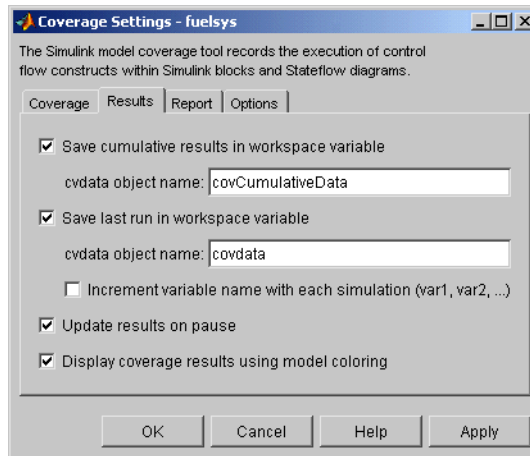 Coverage Settings - fuelsys
The Simulink model coverage tool records the execution of control
flow constructs within Simulink blocks and Stateflow diagrams.
Coverage Results Report Options
Save cumulative results in workspace variable
cvdata object name: covCumulativeData
Save last run in workspace variable
cvdata object name: covdata
Increment variable name with each simulation (var1, var2, ...)
Update results on pause
Display coverage results using model coloring
OK Cancel Help Apply